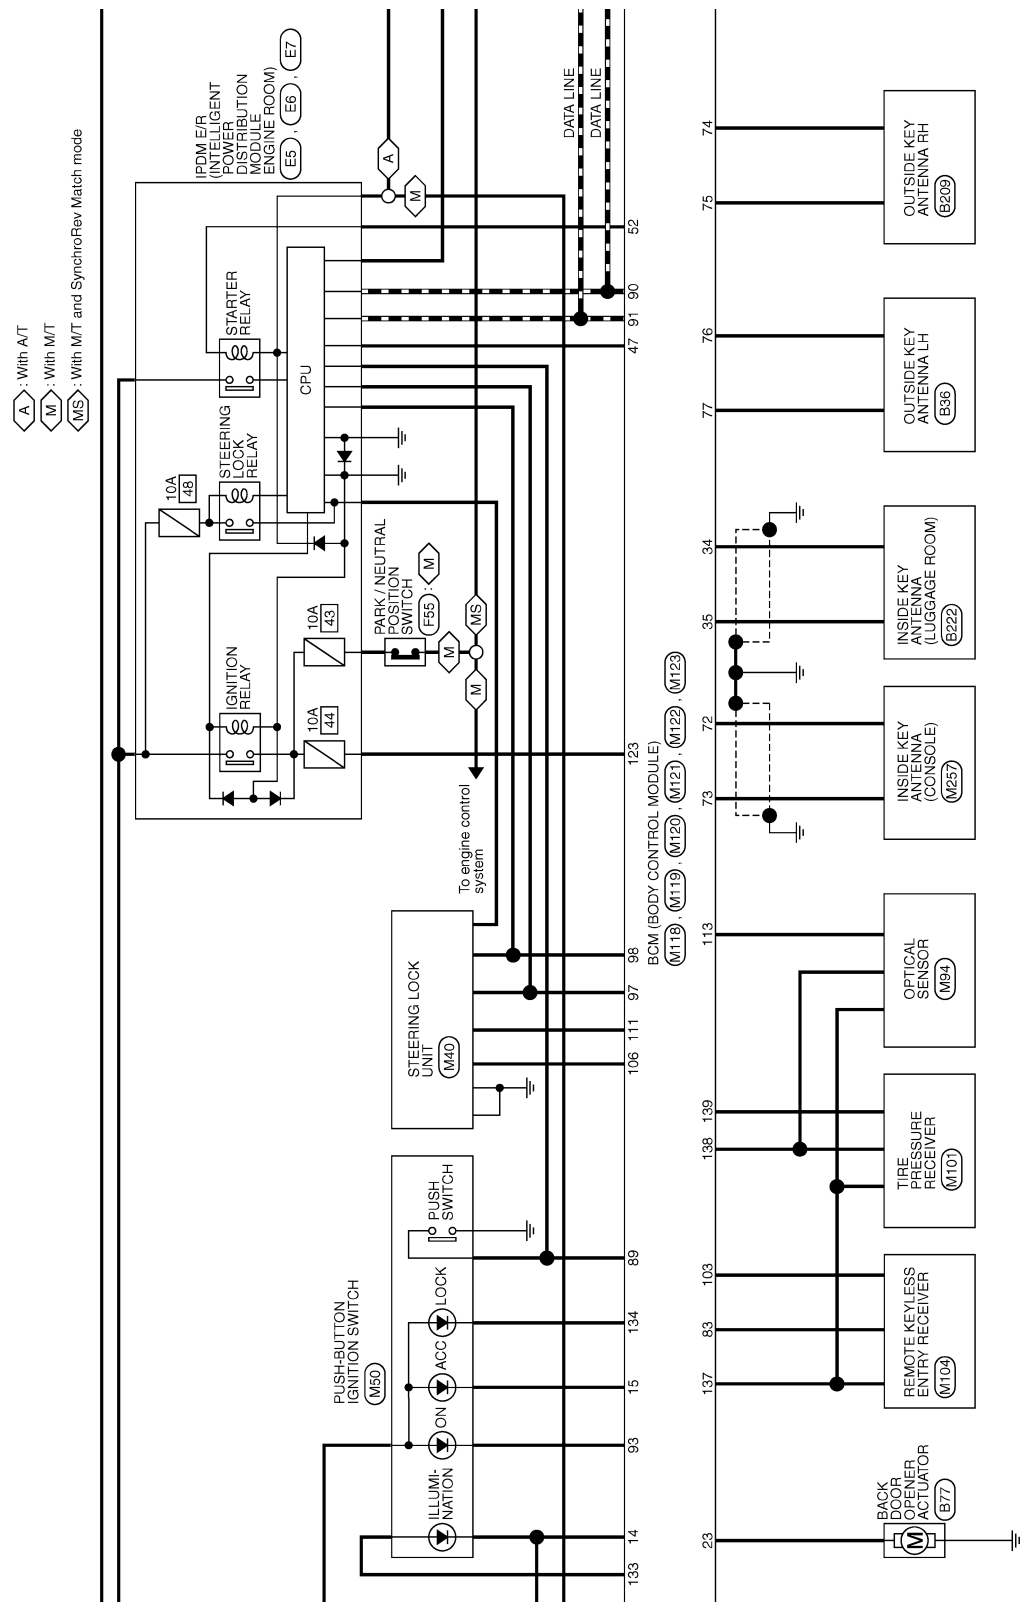 A : With A/T
M : With M/T
MS : With M/T and SynchroRev Match mode
IPDM E/R
(INTELLIGENT
POWER
DISTRIBUTION
MODULE
ENGINE ROOM)
E5 , E6 , E7
STARTER
RELAY
STEERING
LOCK
RELAY
IGNITION
RELAY
CPU
10A
48
10A
43
10A
44
PARK / NEUTRAL
POSITION
SWITCH
F55 : M
A
M
M
MS
M
To engine control
system
DATA LINE
DATA LINE
STEERING LOCK
UNIT
M40
PUSH-BUTTON
IGNITION SWITCH
M50
ILLUMI-
NATION
ON
ACC
LOCK
PUSH
SWITCH
133
14
93
15
134
89
106
111
97
98
123
47
91
90
52
BCM (BODY CONTROL MODULE)
M118 , M119 , M120 , M121 , M122 , M123
23
137
83
103
138
139
113
73
72
35
34
77
76
75
74
BACK
DOOR
OPENER
ACTUATOR
B77
M
REMOTE KEYLESS
ENTRY RECEIVER
M104
TIRE
PRESSURE
RECEIVER
M101
OPTICAL
SENSOR
M94
INSIDE KEY
ANTENNA
(CONSOLE)
M257
INSIDE KEY
ANTENNA
(LUGGAGE ROOM)
B222
OUTSIDE KEY
ANTENNA LH
B36
OUTSIDE KEY
ANTENNA RH
B209